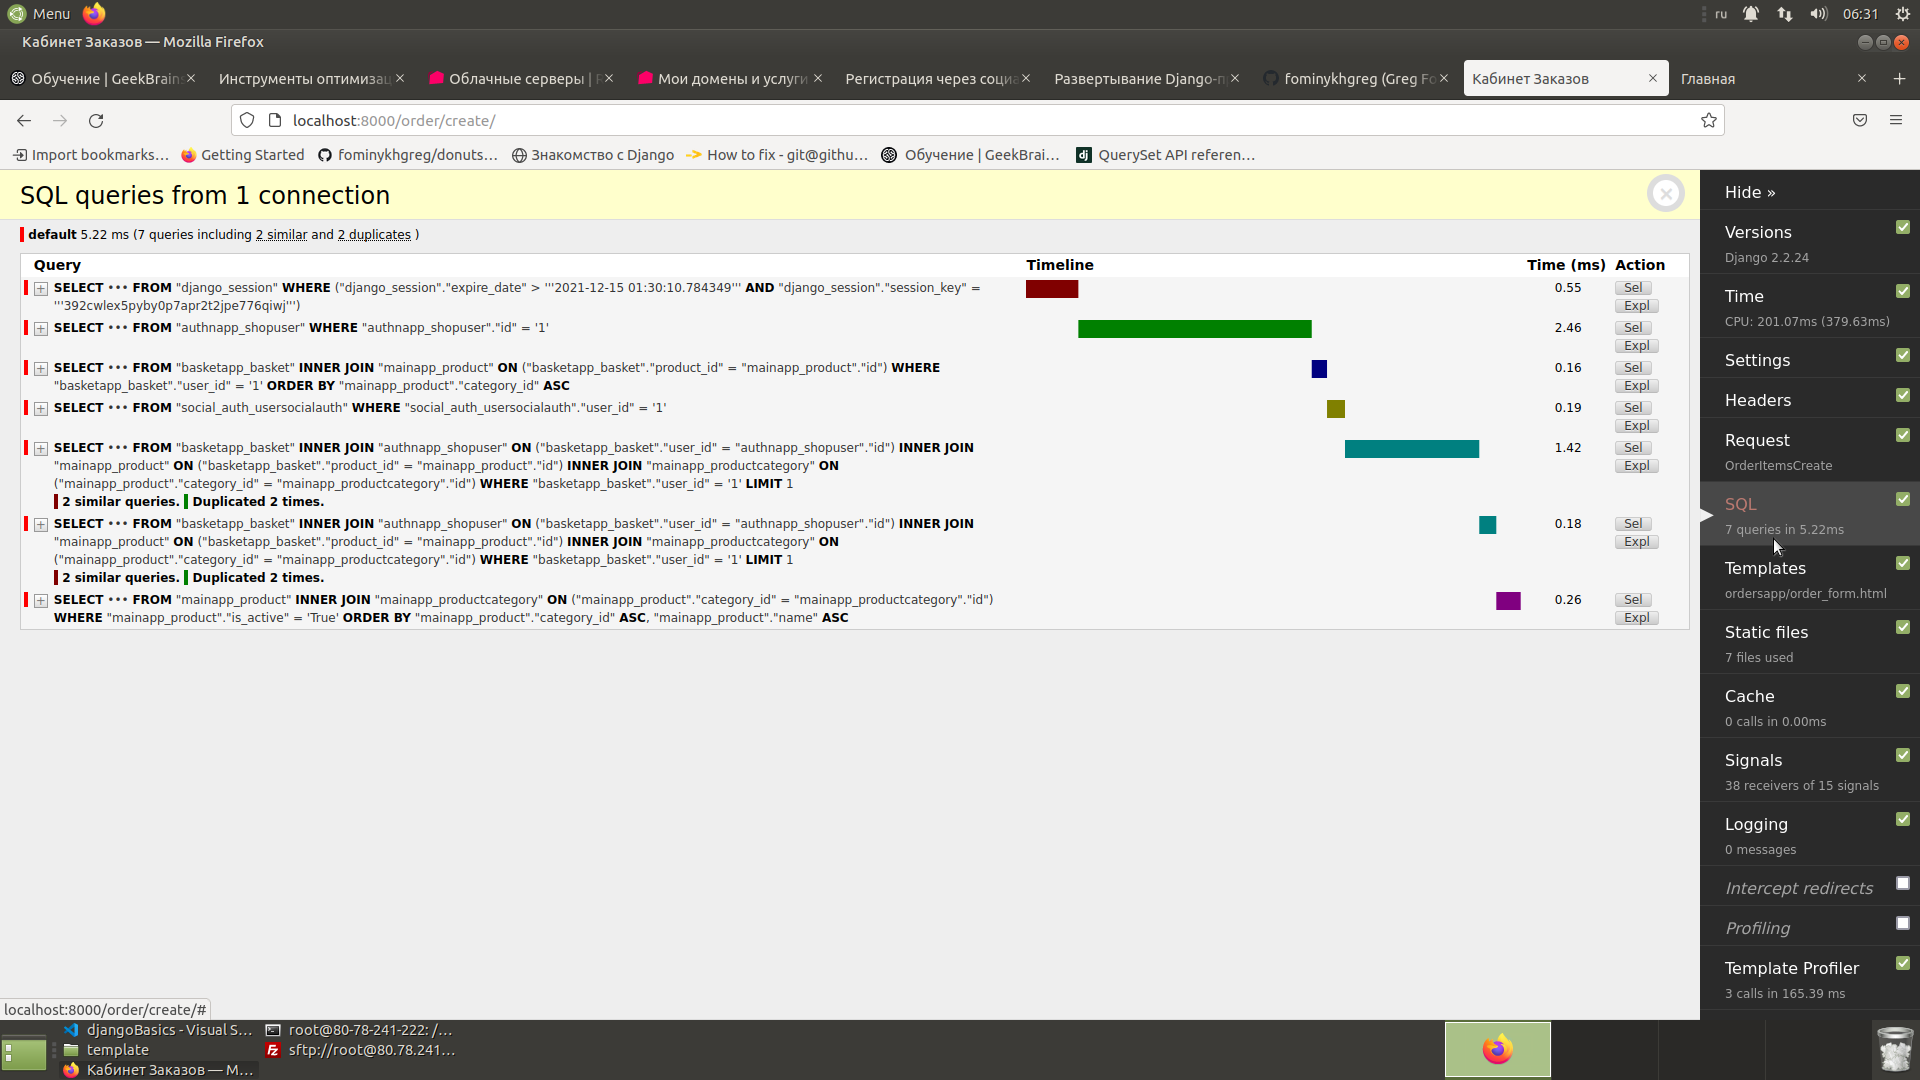 Menu
ru
06:31
Кабинет Заказов — Mozilla Firefox
Обучение | GeekBrain
Инструменты оптимизац
Облачные серверы | R
Мои домены и услуги
Регистрация через социа
Развертывание Django-п
fominykhgreg (Greg Fo
Кабинет Заказов
Главная
localhost:8000/order/create/
Import bookmarks…
Getting Started
fominykhgreg/donuts…
Знакомство с Django
How to fix - git@githu…
Обучение | GeekBrai…
QuerySet API referen…
SQL queries from 1 connection
default 5.22 ms (7 queries including 2 similar and 2 duplicates )
Query Timeline Time (ms) Action
+ SELECT ••• FROM "django_session" WHERE ("django_session"."expire_date" > '''2021-12-15 01:30:10.784349''' AND "django_session"."session_key" = 0.55 Sel
'''392cwlex5pyby0p7apr2t2jpe776qiwj''') Expl
+ SELECT ••• FROM "authnapp_shopuser" WHERE "authnapp_shopuser"."id" = '1' 2.46 Sel
Expl
+ SELECT ••• FROM "basketapp_basket" INNER JOIN "mainapp_product" ON ("basketapp_basket"."product_id" = "mainapp_product"."id") WHERE 0.16 Sel
"basketapp_basket"."user_id" = '1' ORDER BY "mainapp_product"."category_id" ASC Expl
+ SELECT ••• FROM "social_auth_usersocialauth" WHERE "social_auth_usersocialauth"."user_id" = '1' 0.19 Sel
Expl
+ SELECT ••• FROM "basketapp_basket" INNER JOIN "authnapp_shopuser" ON ("basketapp_basket"."user_id" = "authnapp_shopuser"."id") INNER JOIN 1.42 Sel
"mainapp_product" ON ("basketapp_basket"."product_id" = "mainapp_product"."id") INNER JOIN "mainapp_productcategory" ON Expl
("mainapp_product"."category_id" = "mainapp_productcategory"."id") WHERE "basketapp_basket"."user_id" = '1' LIMIT 1
2 similar queries. Duplicated 2 times.
+ SELECT ••• FROM "basketapp_basket" INNER JOIN "authnapp_shopuser" ON ("basketapp_basket"."user_id" = "authnapp_shopuser"."id") INNER JOIN 0.18 Sel
"mainapp_product" ON ("basketapp_basket"."product_id" = "mainapp_product"."id") INNER JOIN "mainapp_productcategory" ON Expl
("mainapp_product"."category_id" = "mainapp_productcategory"."id") WHERE "basketapp_basket"."user_id" = '1' LIMIT 1
2 similar queries. Duplicated 2 times.
+ SELECT ••• FROM "mainapp_product" INNER JOIN "mainapp_productcategory" ON ("mainapp_product"."category_id" = "mainapp_productcategory"."id") 0.26 Sel
WHERE "mainapp_product"."is_active" = 'True' ORDER BY "mainapp_product"."category_id" ASC, "mainapp_product"."name" ASC Expl
Hide »
Versions
Django 2.2.24
Time
CPU: 201.07ms (379.63ms)
Settings
Headers
Request
OrderItemsCreate
SQL
7 queries in 5.22ms
Templates
ordersapp/order_form.html
Static files
7 files used
Cache
0 calls in 0.00ms
Signals
38 receivers of 15 signals
Logging
0 messages
Intercept redirects
Profiling
Template Profiler
3 calls in 165.39 ms
localhost:8000/order/create/#
djangoBasics - Visual S…
template
Кабинет Заказов — M…
root@80-78-241-222: /…
sftp://root@80.78.241…